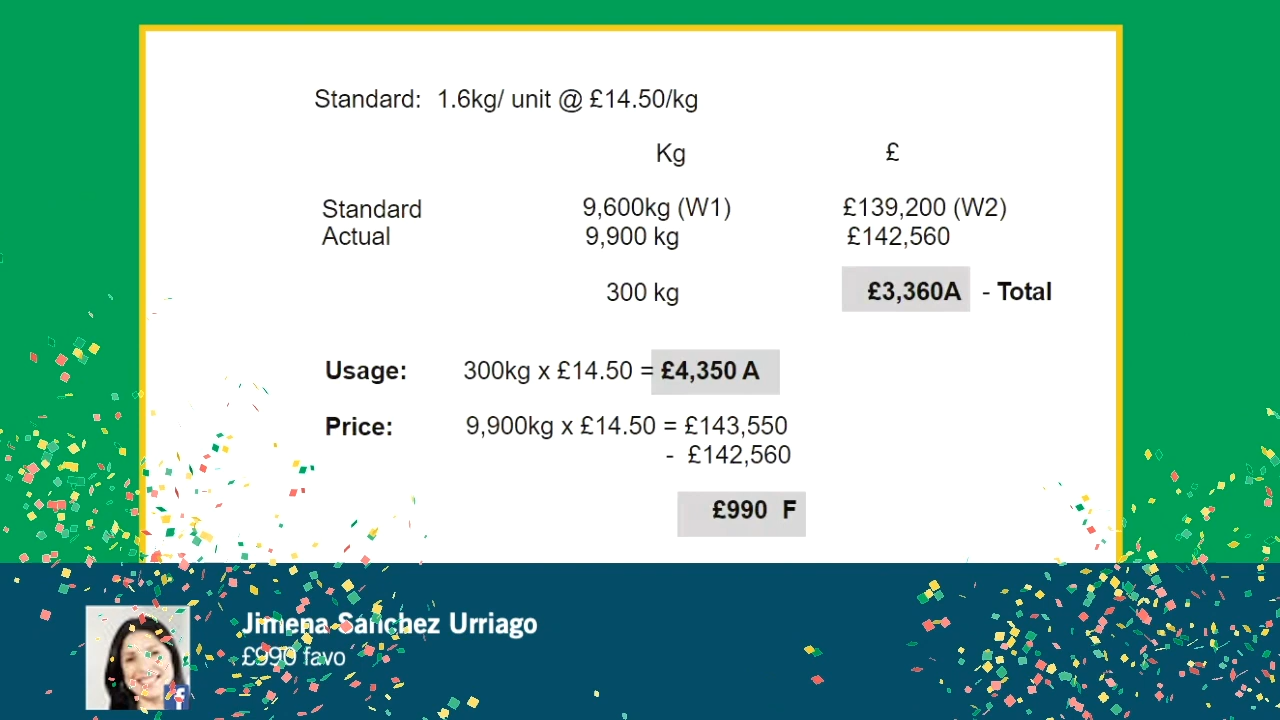 Standard: 1.6kg/ unit @ £14.50/kg
Kg £
Standard 9,600kg (W1) £139,200 (W2)
Actual 9,900 kg £142,560
300 kg £3,360A - Total
Usage: 300kg x £14.50 = £4,350 A
Price: 9,900kg x £14.50 = £143,550
- £142,560
£990 F
Jimena Sánchez Urriago
£990 favo